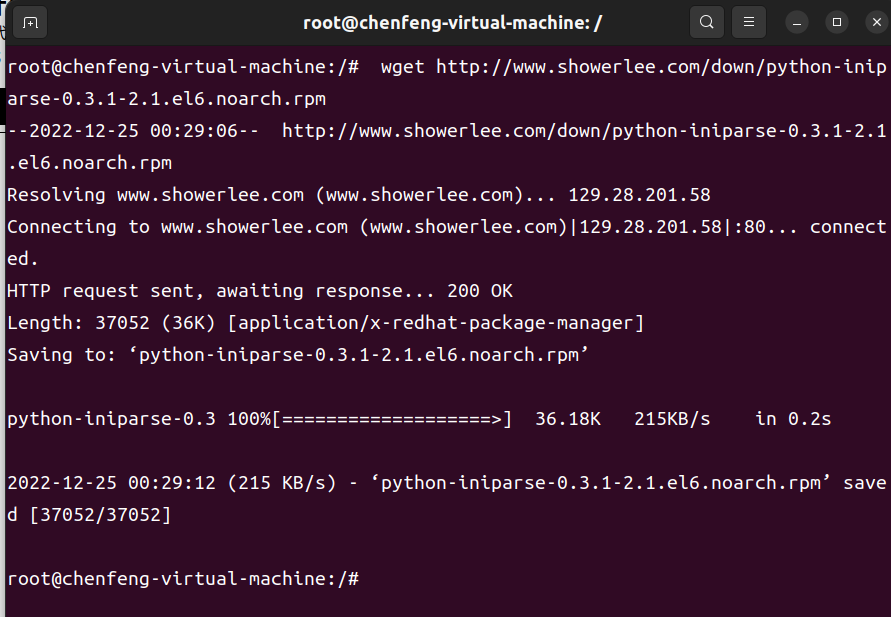 root@chenfeng-virtual-machine: /
root@chenfeng-virtual-machine:/#  wget http://www.showerlee.com/down/python-inip
arse-0.3.1-2.1.el6.noarch.rpm
--2022-12-25 00:29:06--  http://www.showerlee.com/down/python-iniparse-0.3.1-2.1
.el6.noarch.rpm
Resolving www.showerlee.com (www.showerlee.com)... 129.28.201.58
Connecting to www.showerlee.com (www.showerlee.com)|129.28.201.58|:80... connect
ed.
HTTP request sent, awaiting response... 200 OK
Length: 37052 (36K) [application/x-redhat-package-manager]
Saving to: ‘python-iniparse-0.3.1-2.1.el6.noarch.rpm’
python-iniparse-0.3 100%[===================>]  36.18K   215KB/s    in 0.2s
2022-12-25 00:29:12 (215 KB/s) - ‘python-iniparse-0.3.1-2.1.el6.noarch.rpm’ save
d [37052/37052]
root@chenfeng-virtual-machine:/#